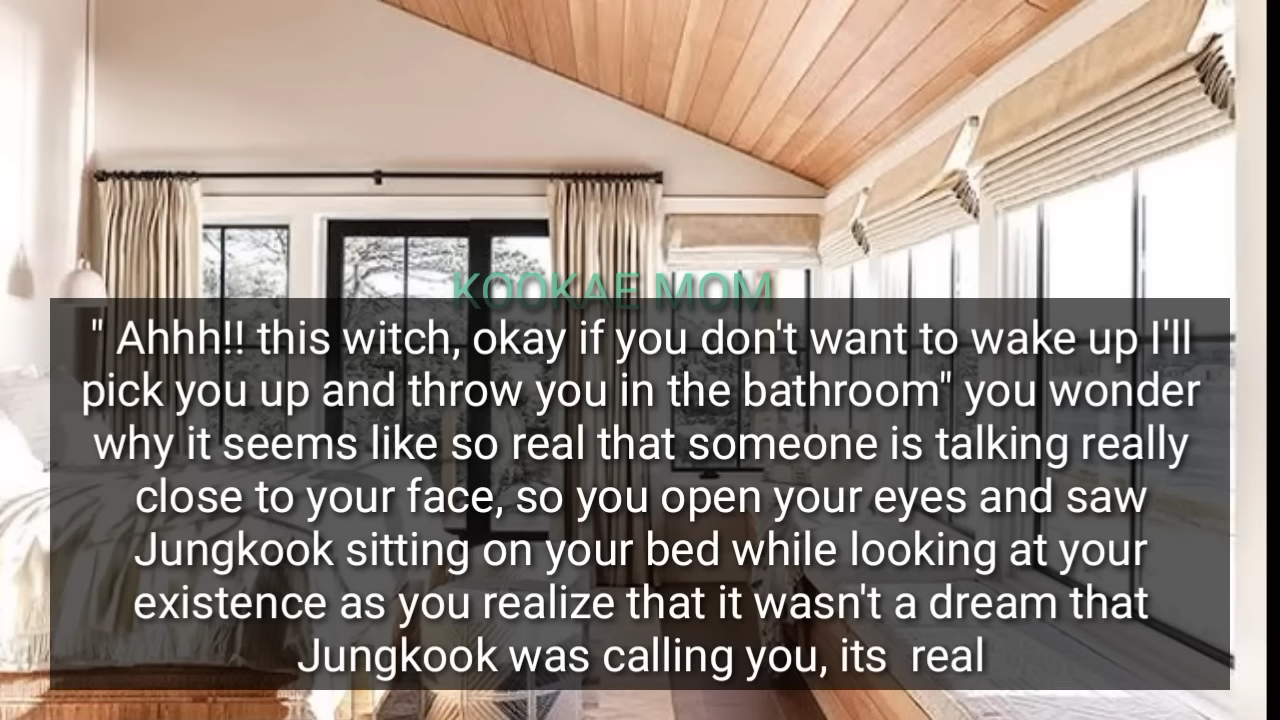 KOOKAE MOM
" Ahhh!! this witch, okay if you don't want to wake up I'll
pick you up and throw you in the bathroom" you wonder
why it seems like so real that someone is talking really
close to your face, so you open your eyes and saw
Jungkook sitting on your bed while looking at your
existence as you realize that it wasn't a dream that
Jungkook was calling you, its  real